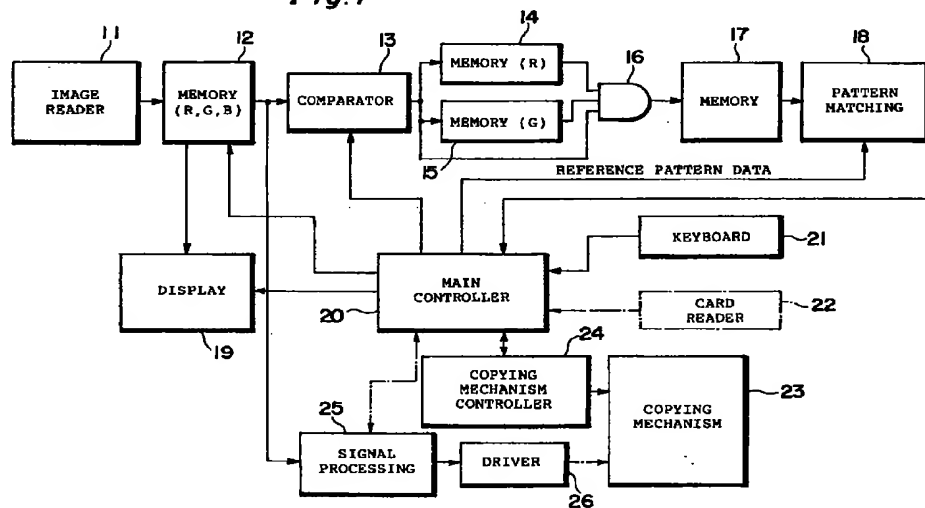 Fig. 1
11
12
13
14
16
17
18
IMAGE
READER
MEMORY
(R,G,B)
COMPARATOR
MEMORY (R)
MEMORY (G)
15
MEMORY
PATTERN
MATCHING
REFERENCE PATTERN DATA
DISPLAY
19
MAIN
CONTROLLER
20
KEYBOARD
21
CARD
READER
22
24
COPYING
MECHANISM
CONTROLLER
COPYING
MECHANISM
23
25
SIGNAL
PROCESSING
DRIVER
26